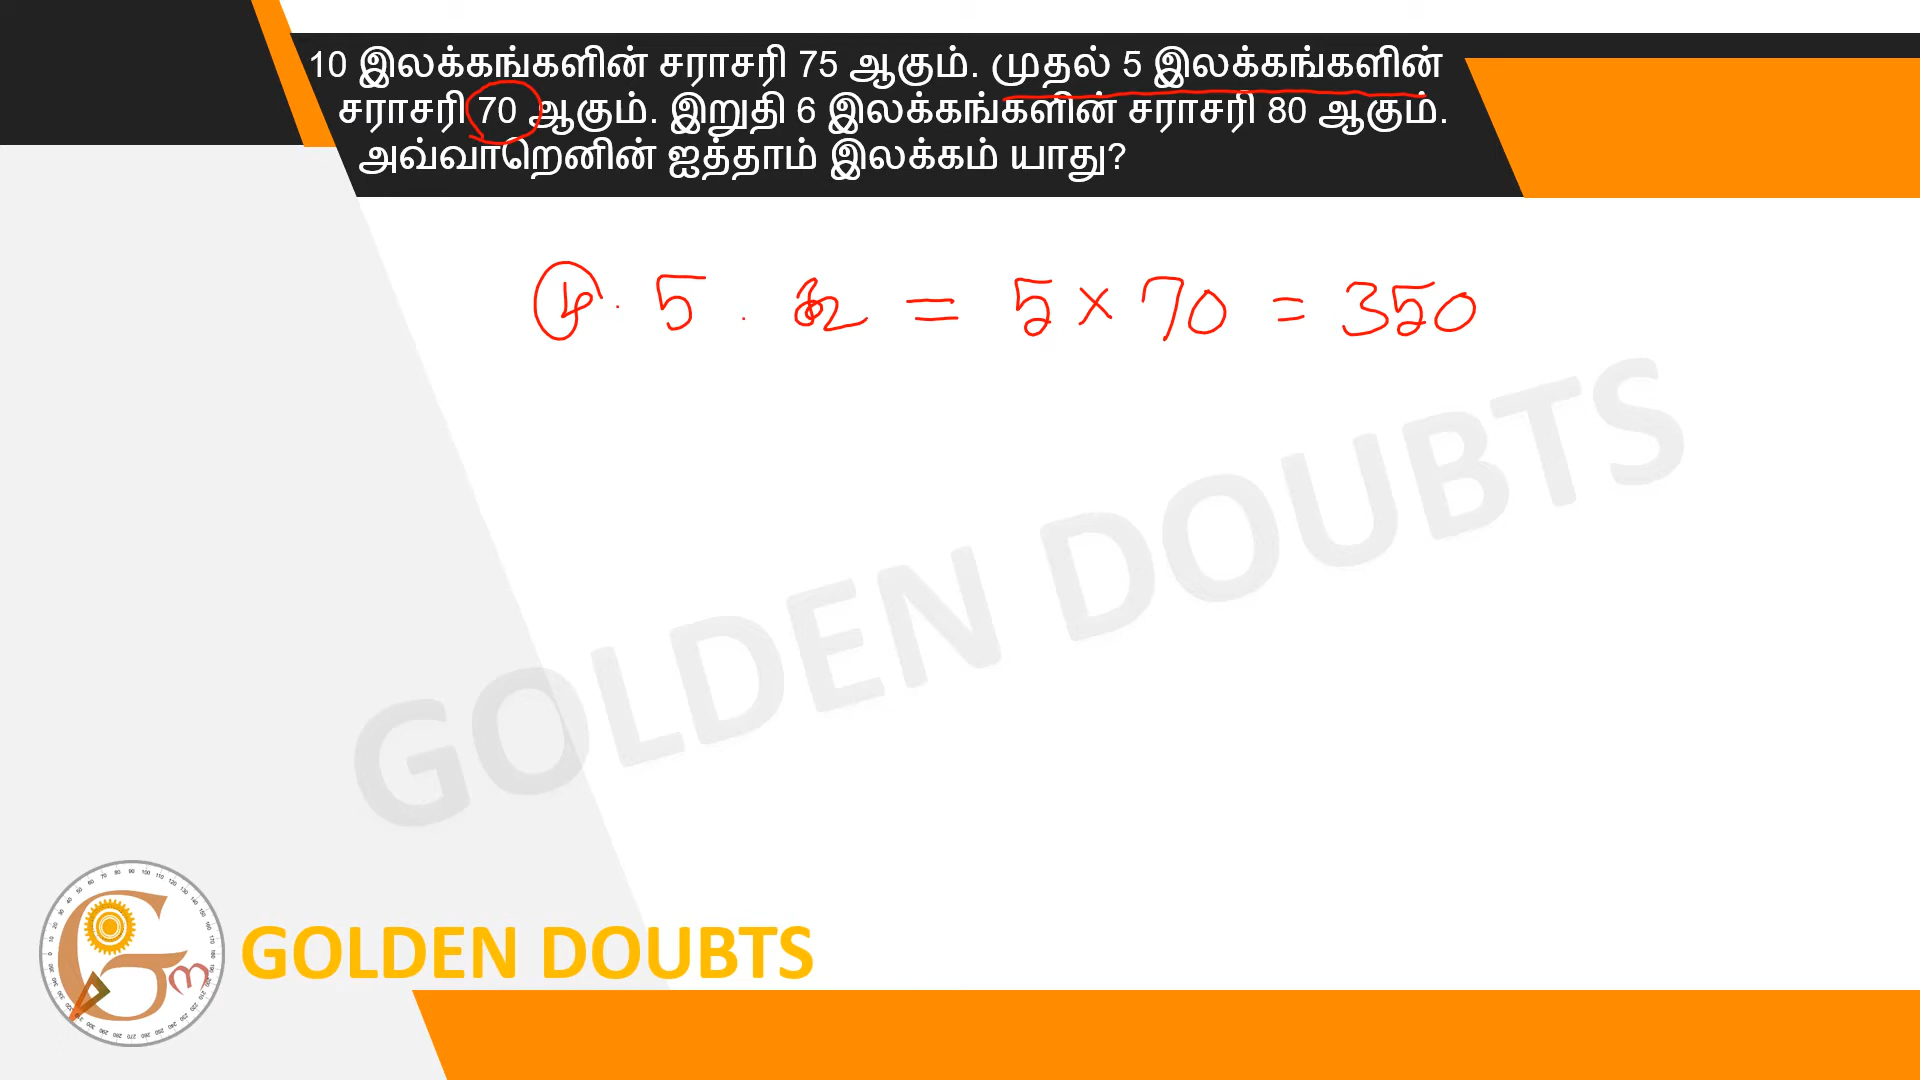 10 இலக்கங்களின் சராசரி 75 ஆகும். முதல் 5 இலக்கங்களின்
சராசரி 70 ஆகும். இறுதி 6 இலக்கங்களின் சராசரி 80 ஆகும்.
அவ்வாறெனின் ஐத்தாம் இலக்கம் யாது?
5 . = 5 × 70 = 350
GOLDEN DOUBTS
GOLDEN DOUBTS